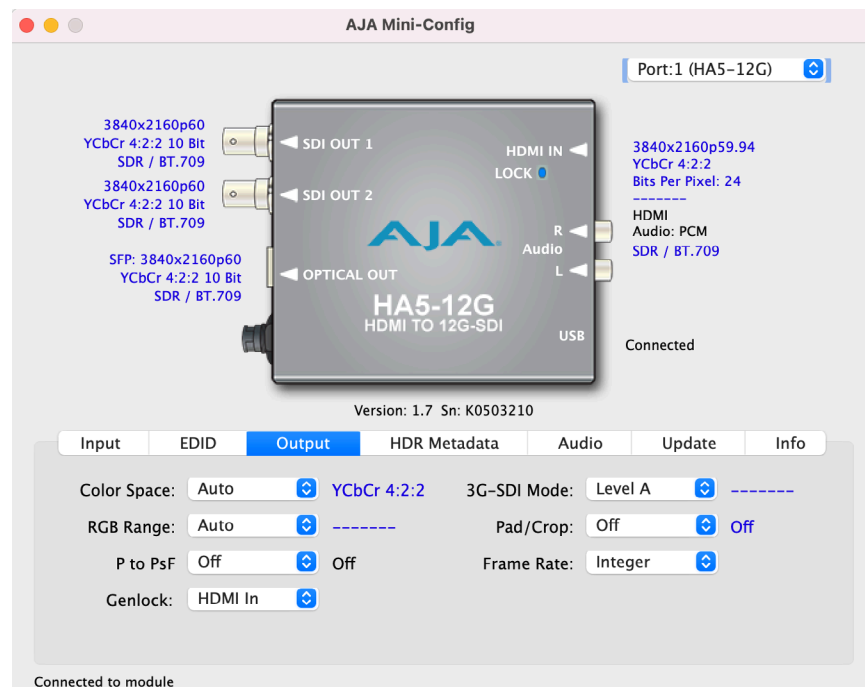 AJA Mini-Config
Port:1 (HA5-12G)
3840x2160p60
YCbCr 4:2:2 10 Bit
SDR / BT.709
3840x2160p60
YCbCr 4:2:2 10 Bit
SDR / BT.709
SFP: 3840x2160p60
YCbCr 4:2:2 10 Bit
SDR / BT.709
SDI OUT 1
SDI OUT 2
OPTICAL OUT
HDMI IN
LOCK
AJA
R
Audio
L
HA5-12G
HDMI TO 12G-SDI
USB
3840x2160p59.94
YCbCr 4:2:2
Bits Per Pixel: 24
-------
HDMI
Audio: PCM
SDR / BT.709
Connected
Version: 1.7 Sn: K0503210
Input EDID Output HDR Metadata Audio Update Info
Color Space: Auto YCbCr 4:2:2 3G-SDI Mode: Level A -------
RGB Range: Auto ------- Pad/Crop: Off Off
P to PsF Off Off Frame Rate: Integer
Genlock: HDMI In
Connected to module